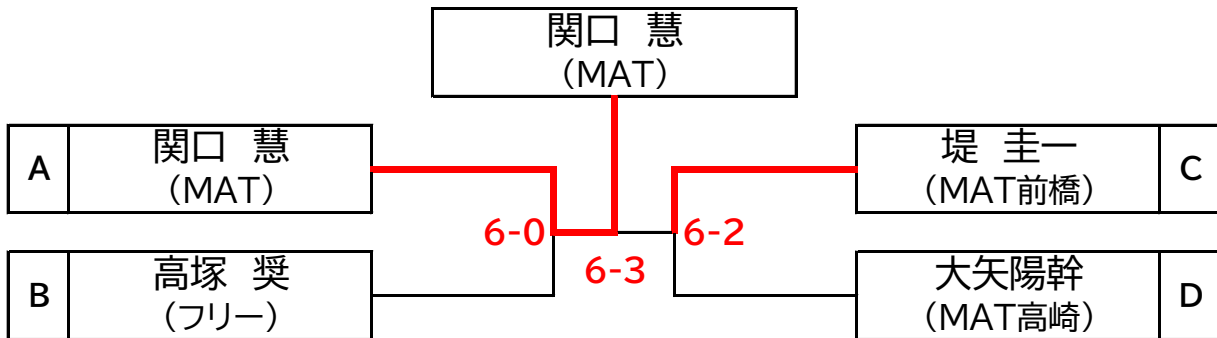 関口 慧
(MAT)
A
関口 慧
(MAT)
堤 圭一
(MAT前橋)
C
6-0
6-2
6-3
B
高塚 奨
(フリー)
大矢陽幹
(MAT高崎)
D